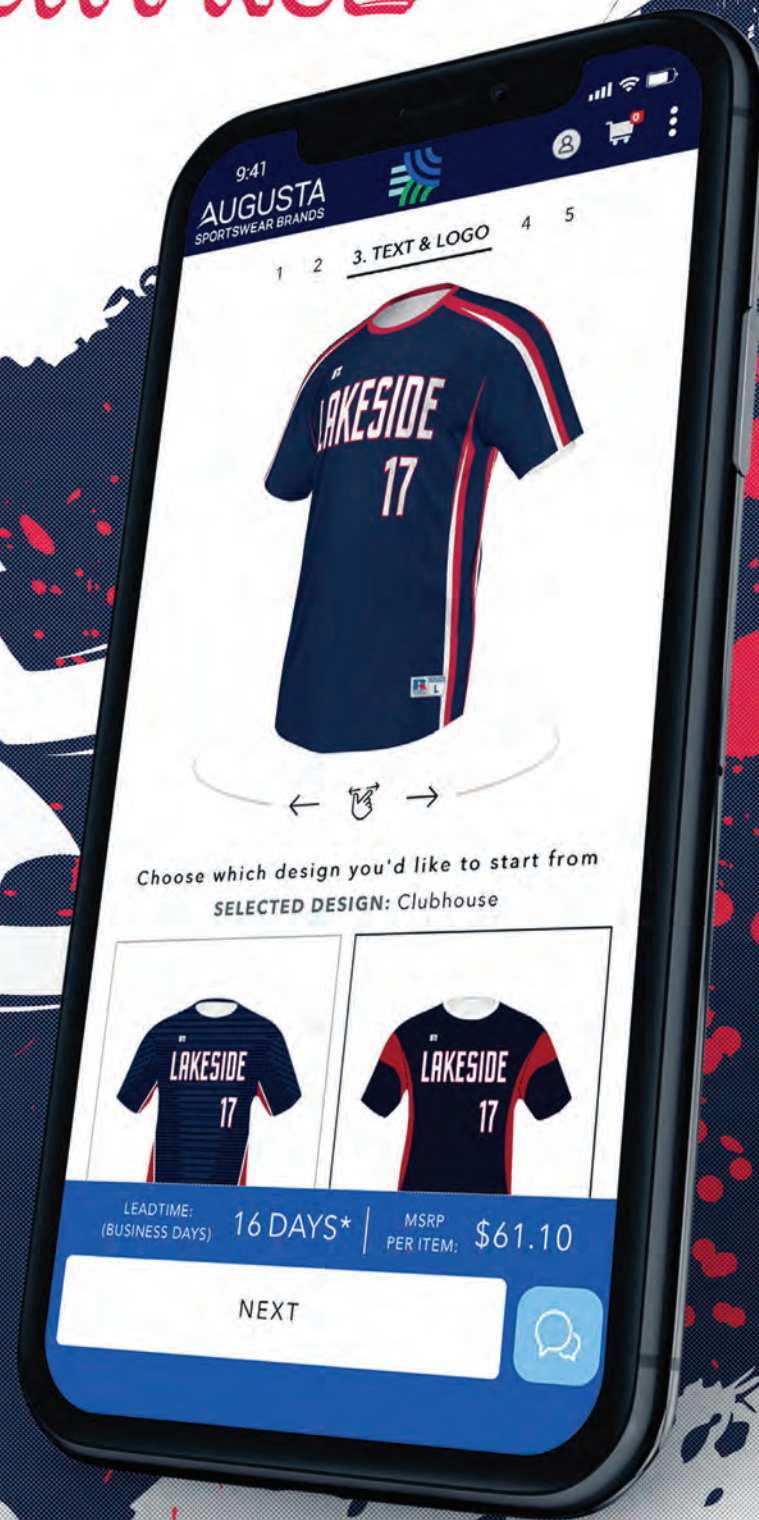 9:41
AUGUSTA
SPORTSWEAR BRANDS
0
1 2 3. TEXT & LOGO 4 5
LAKESIDE
17
L
Choose which design you'd like to start from
SELECTED DESIGN: Clubhouse
LAKESIDE
17
LAKESIDE
17
LEADTIME:
(BUSINESS DAYS)
16 DAYS*
MSRP
PER ITEM:
$61.10
NEXT